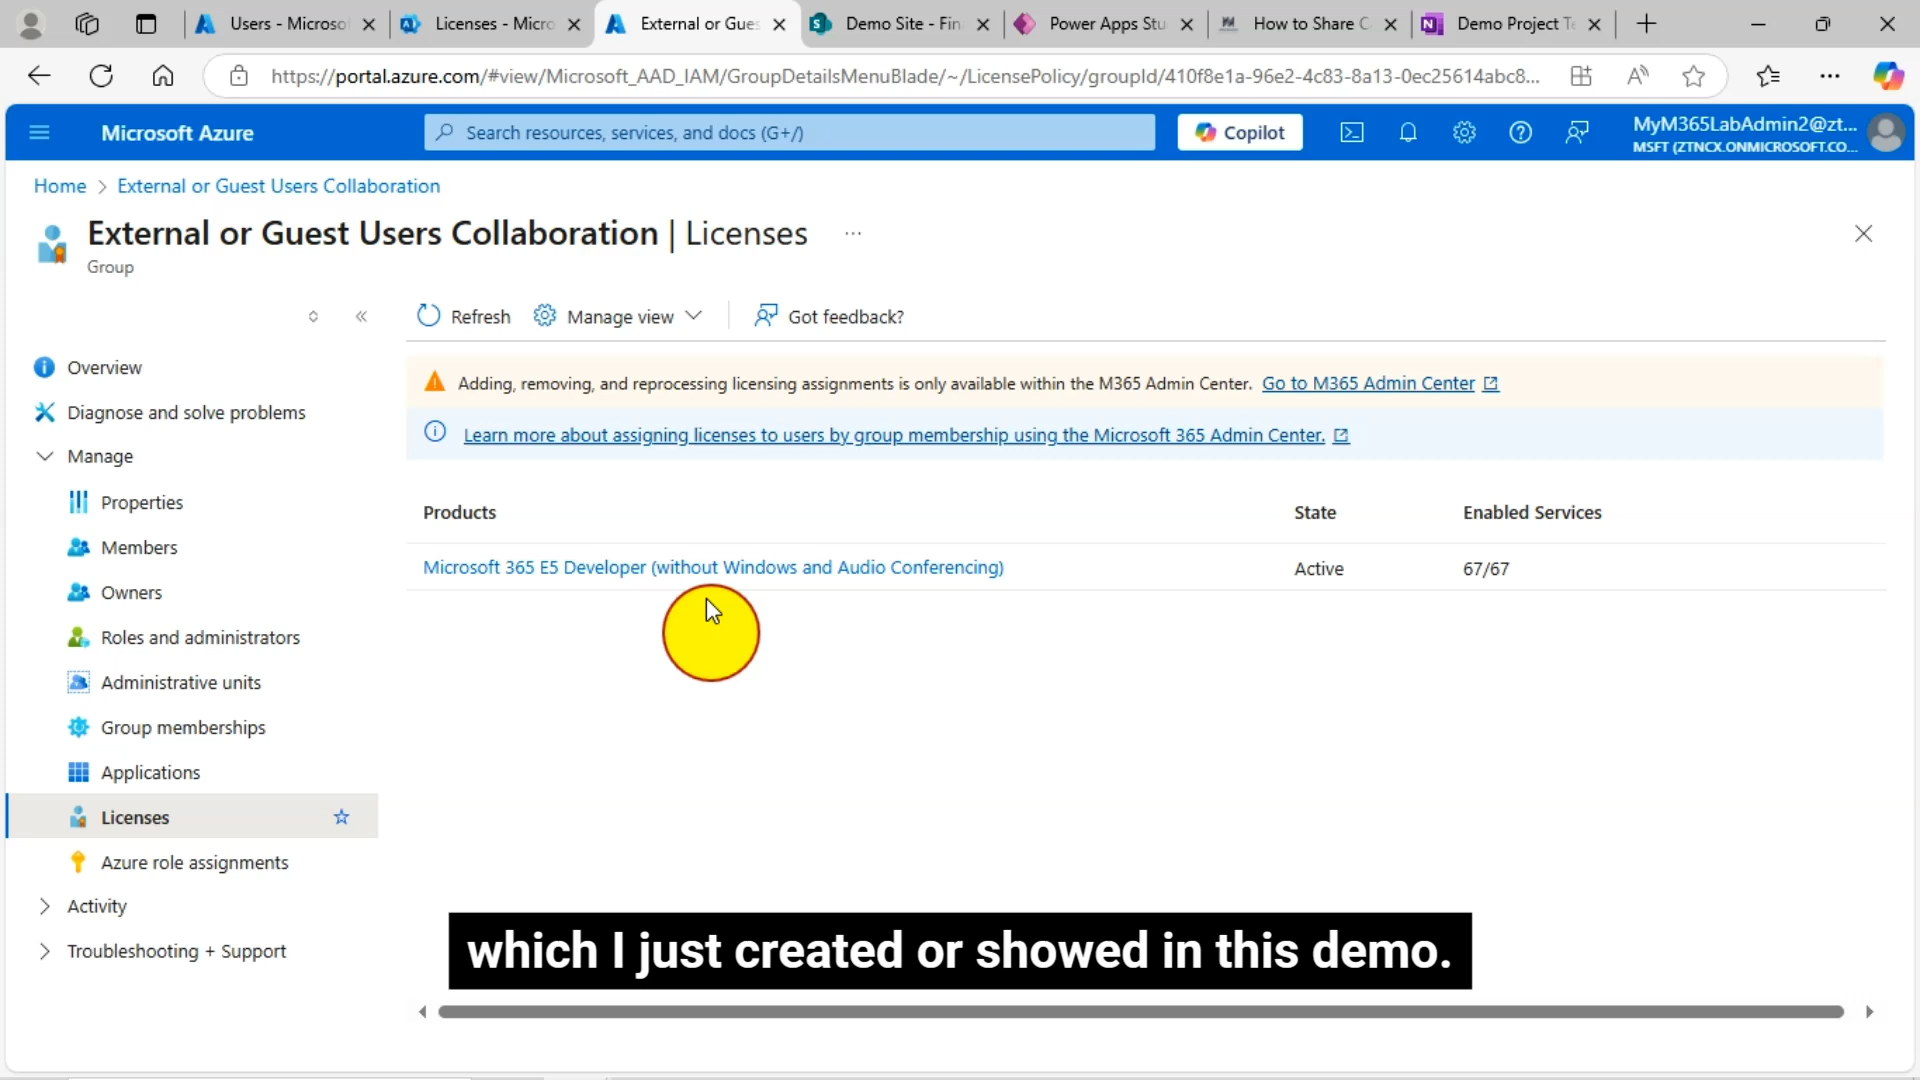 Users - Microsof
Licenses - Micro
External or Gues
Demo Site - Fin
Power Apps Stu
How to Share C
Demo Project Te
https://portal.azure.com/#view/Microsoft_AAD_IAM/GroupDetailsMenuBlade/~/LicensePolicy/groupId/410f8e1a-96e2-4c83-8a13-0ec25614abc8...
Microsoft Azure
Search resources, services, and docs (G+/)
Copilot
MyM365LabAdmin2@zt...
MSFT (ZTNCX.ONMICROSOFT.CO...
Home > External or Guest Users Collaboration
External or Guest Users Collaboration | Licenses ...
Group
Refresh
Manage view
Got feedback?
Overview
Diagnose and solve problems
Manage
Properties
Members
Owners
Roles and administrators
Administrative units
Group memberships
Applications
Licenses
Azure role assignments
Activity
Troubleshooting + Support
Adding, removing, and reprocessing licensing assignments is only available within the M365 Admin Center. Go to M365 Admin Center
Learn more about assigning licenses to users by group membership using the Microsoft 365 Admin Center.
Products State Enabled Services
Microsoft 365 E5 Developer (without Windows and Audio Conferencing) Active 67/67
which I just created or showed in this demo.